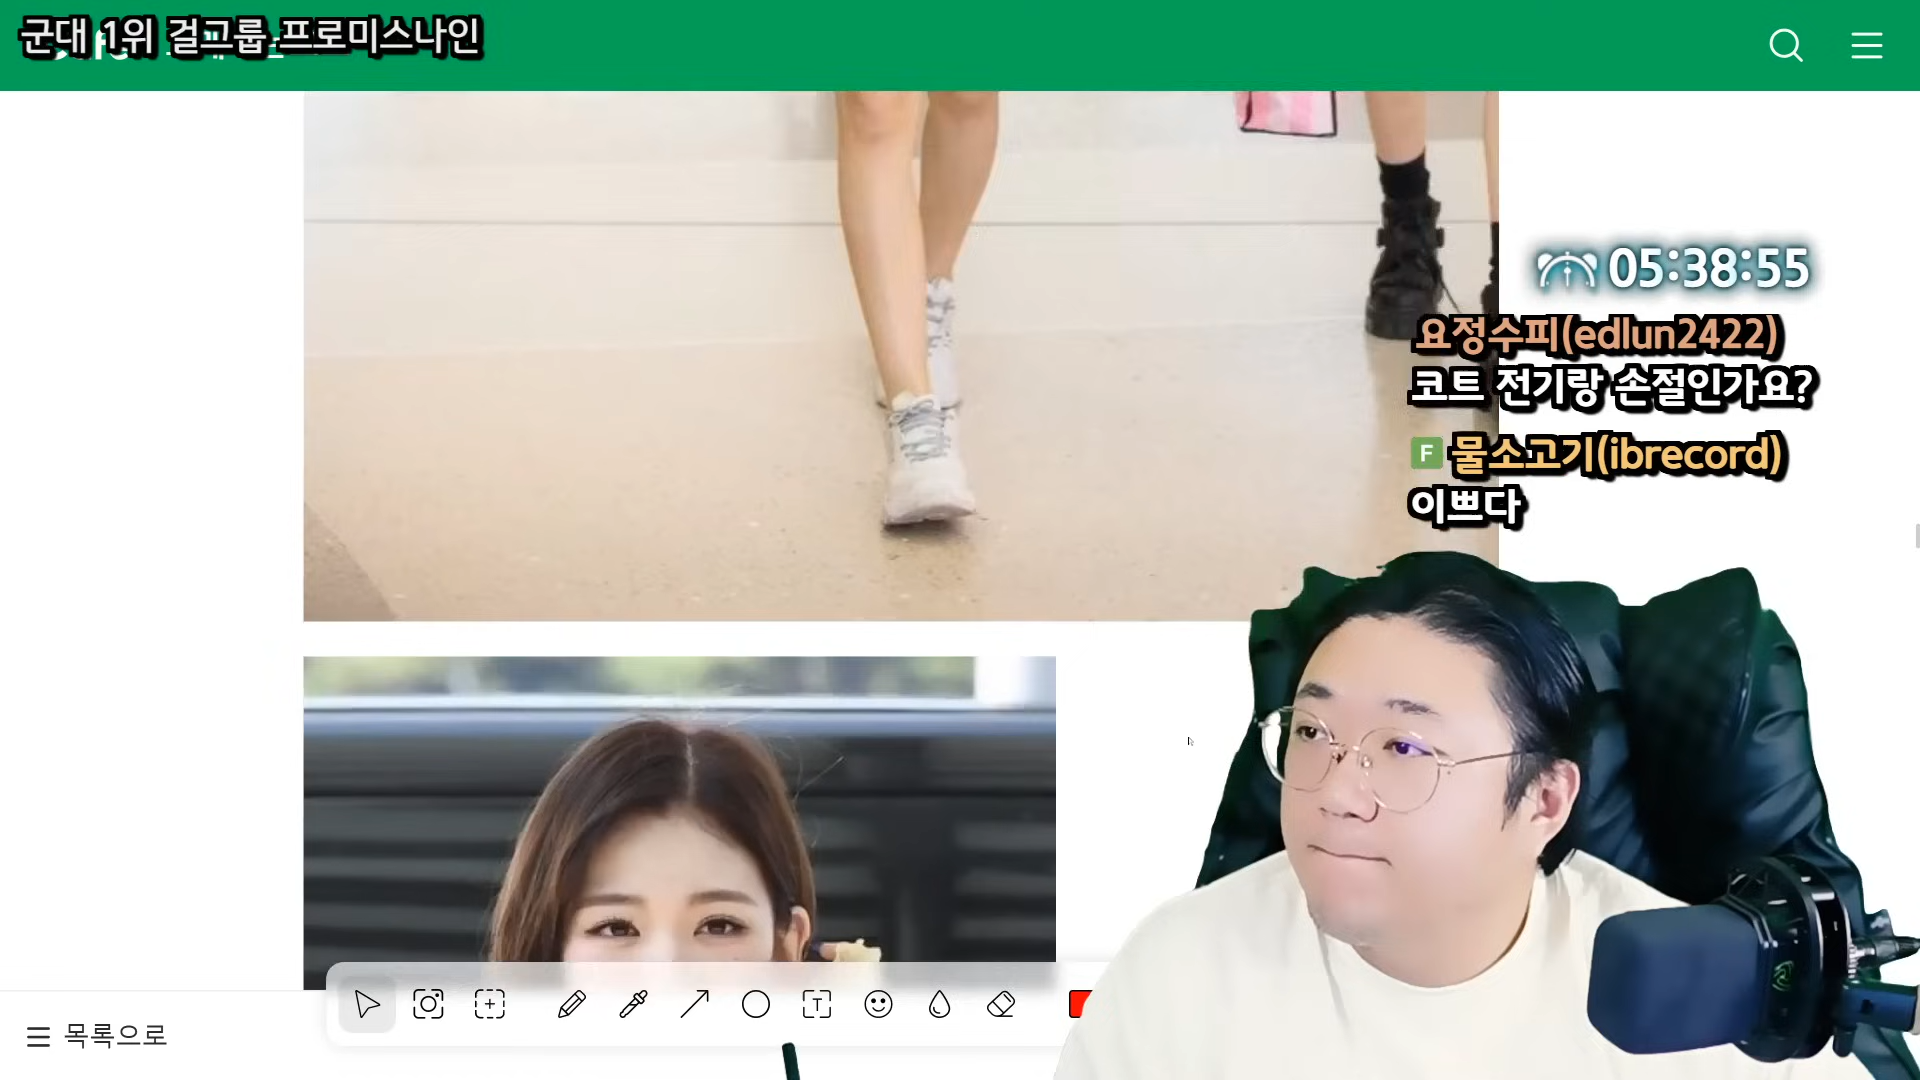 군대 1위 걸그룹 프로미스나인
05:38:55
요정수피(edlun2422)
코트 전기랑 손절인가요?
F 물소고기(ibrecord)
이쁘다
T
목록으로